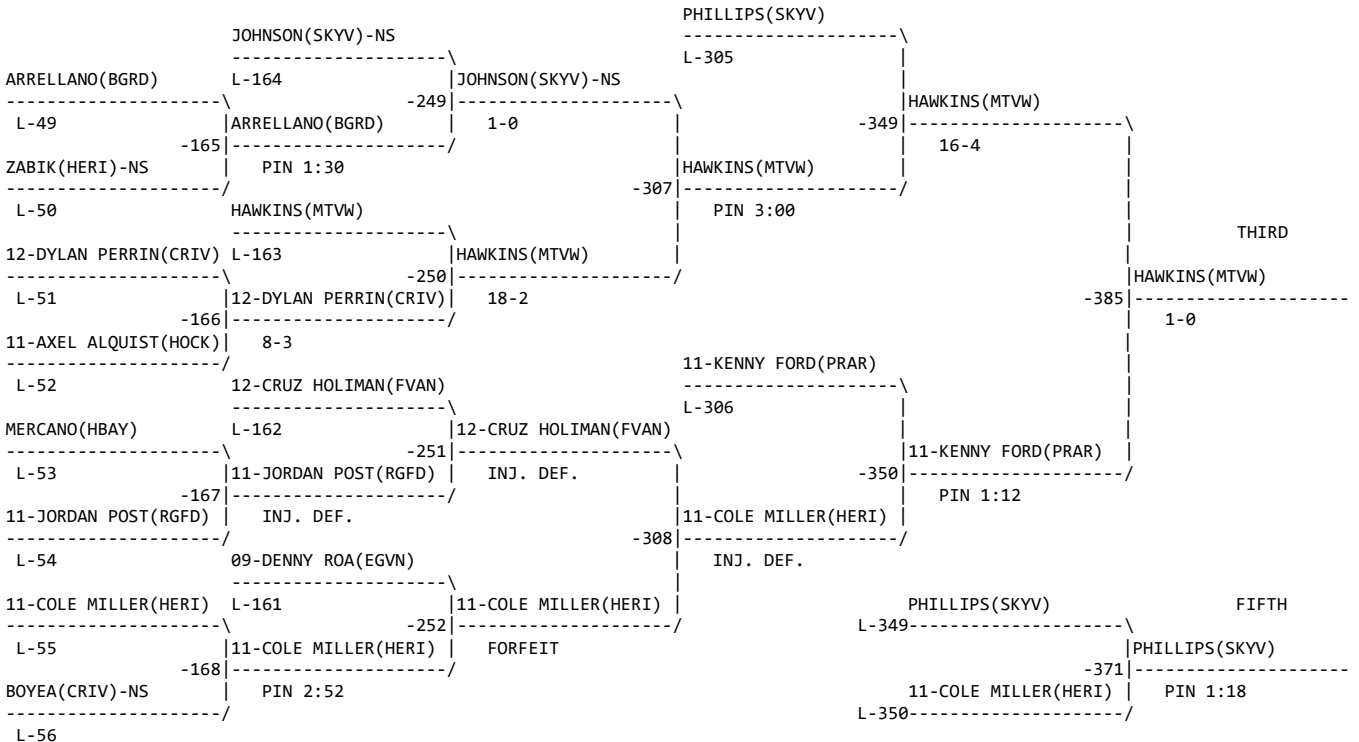 PHILLIPS(SKYV)
JOHNSON(SKYV)-NS ---------------------\
---------------------\ L-305 |
ARRELLANO(BGRD) L-164 |JOHNSON(SKYV)-NS |
---------------------\ -249|---------------------\ |HAWKINS(MTVW)
L-49 |ARRELLANO(BGRD) | 1-0 | -349|---------------------\
-165|---------------------/ | | 16-4 |
ZABIK(HERI)-NS | PIN 1:30 |HAWKINS(MTVW) | |
---------------------/ -307|---------------------/ |
L-50 HAWKINS(MTVW) | PIN 3:00 |
---------------------\ | | THIRD
12-DYLAN PERRIN(CRIV) L-163 |HAWKINS(MTVW) | |
---------------------\ -250|---------------------/ |HAWKINS(MTVW)
L-51 |12-DYLAN PERRIN(CRIV)| 18-2 -385|---------------------
-166|---------------------/ | 1-0
11-AXEL ALQUIST(HOCK)| 8-3 |
---------------------/ 11-KENNY FORD(PRAR) |
L-52 12-CRUZ HOLIMAN(FVAN) ---------------------\ |
---------------------\ L-306 | |
MERCANO(HBAY) L-162 |12-CRUZ HOLIMAN(FVAN) | |
---------------------\ -251|---------------------\ |11-KENNY FORD(PRAR) |
L-53 |11-JORDAN POST(RGFD) | INJ. DEF. | -350|---------------------/
-167|---------------------/ | | PIN 1:12
11-JORDAN POST(RGFD) | INJ. DEF. |11-COLE MILLER(HERI) |
---------------------/ -308|---------------------/
L-54 09-DENNY ROA(EGVN) | INJ. DEF.
---------------------\ |
11-COLE MILLER(HERI) L-161 |11-COLE MILLER(HERI) | PHILLIPS(SKYV) FIFTH
---------------------\ -252|---------------------/ L-349---------------------\
L-55 |11-COLE MILLER(HERI) | FORFEIT |PHILLIPS(SKYV)
-168|---------------------/ -371|---------------------
BOYEA(CRIV)-NS | PIN 2:52 11-COLE MILLER(HERI) | PIN 1:18
---------------------/ L-350---------------------/
L-56